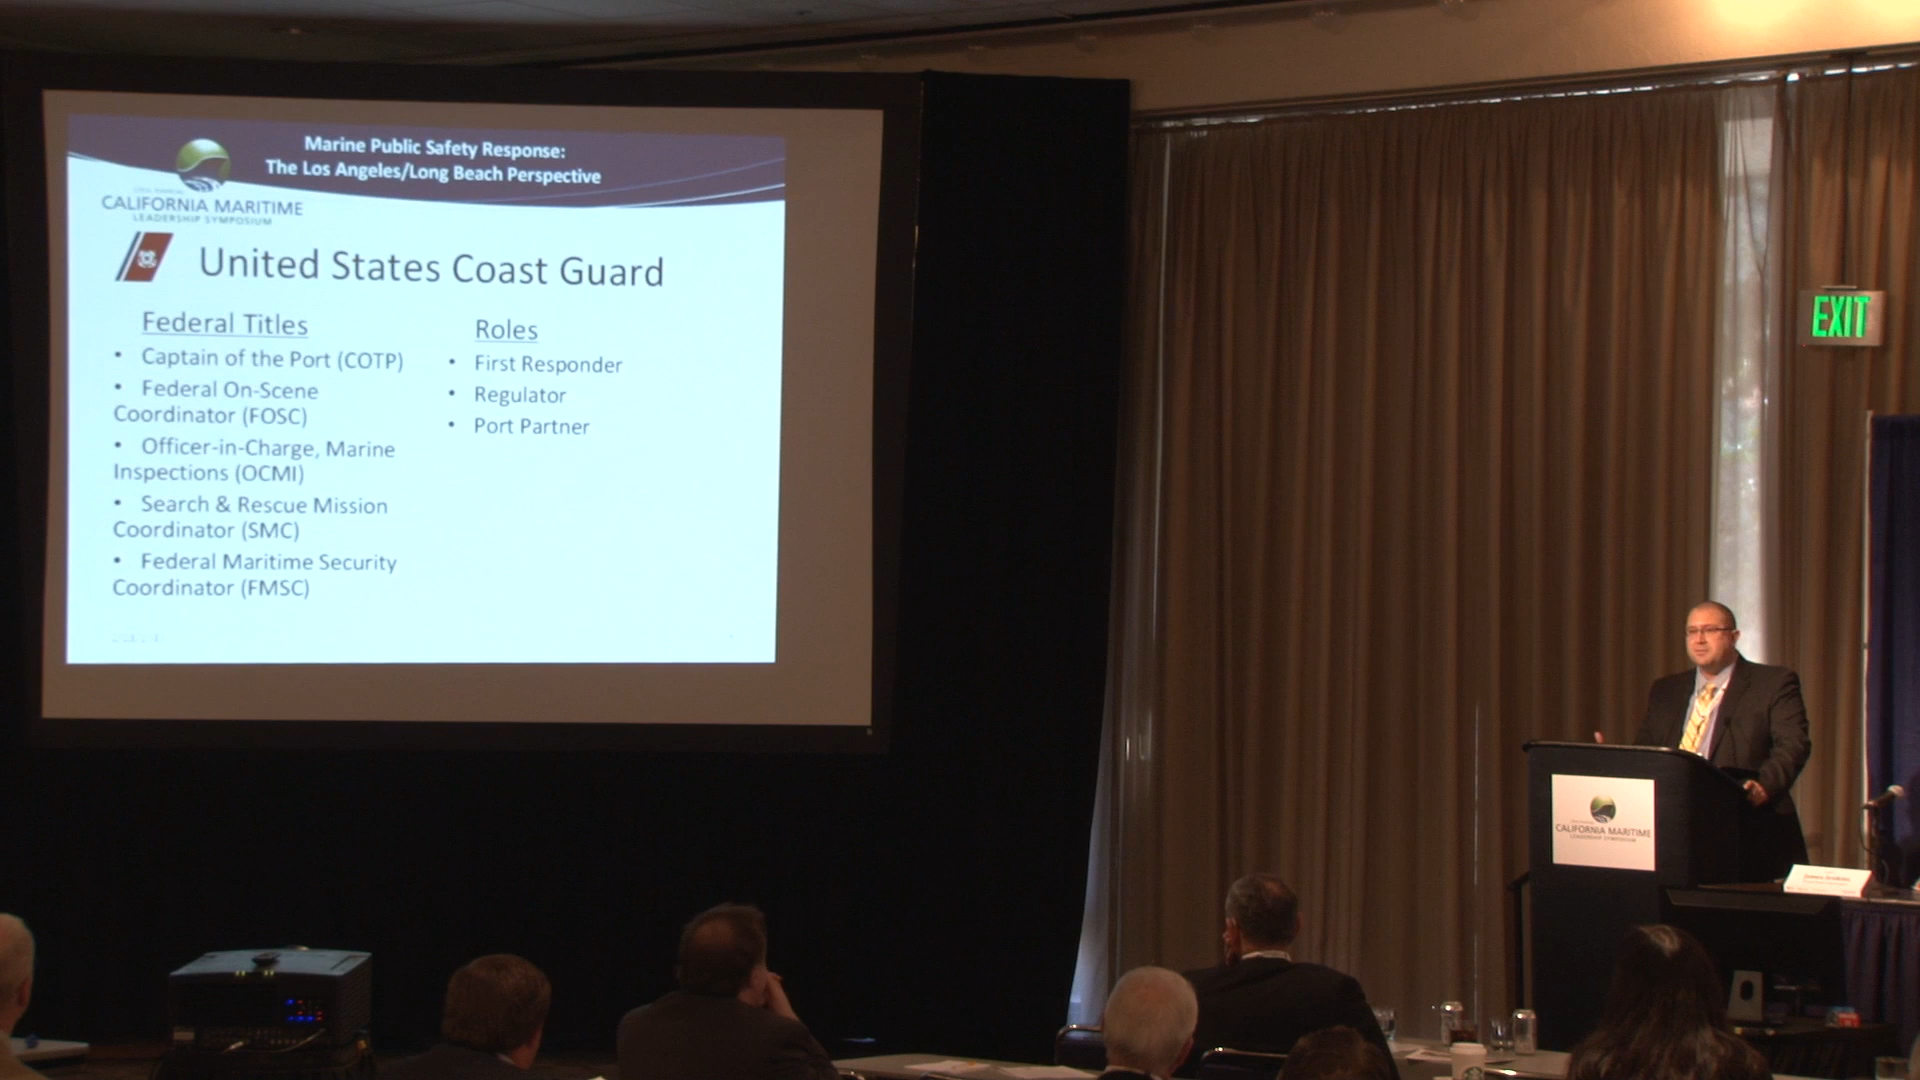 Marine Public Safety Response:
The Los Angeles/Long Beach Perspective
CALIFORNIA MARITIME
LEADERSHIP SYMPOSIUM
United States Coast Guard
Federal Titles
• Captain of the Port (COTP)
• Federal On-Scene
Coordinator (FOSC)
• Officer-in-Charge, Marine
Inspections (OCMI)
• Search & Rescue Mission
Coordinator (SMC)
• Federal Maritime Security
Coordinator (FMSC)
Roles
• First Responder
• Regulator
• Port Partner
EXIT
CALIFORNIA MARITIME
LEADERSHIP SYMPOSIUM